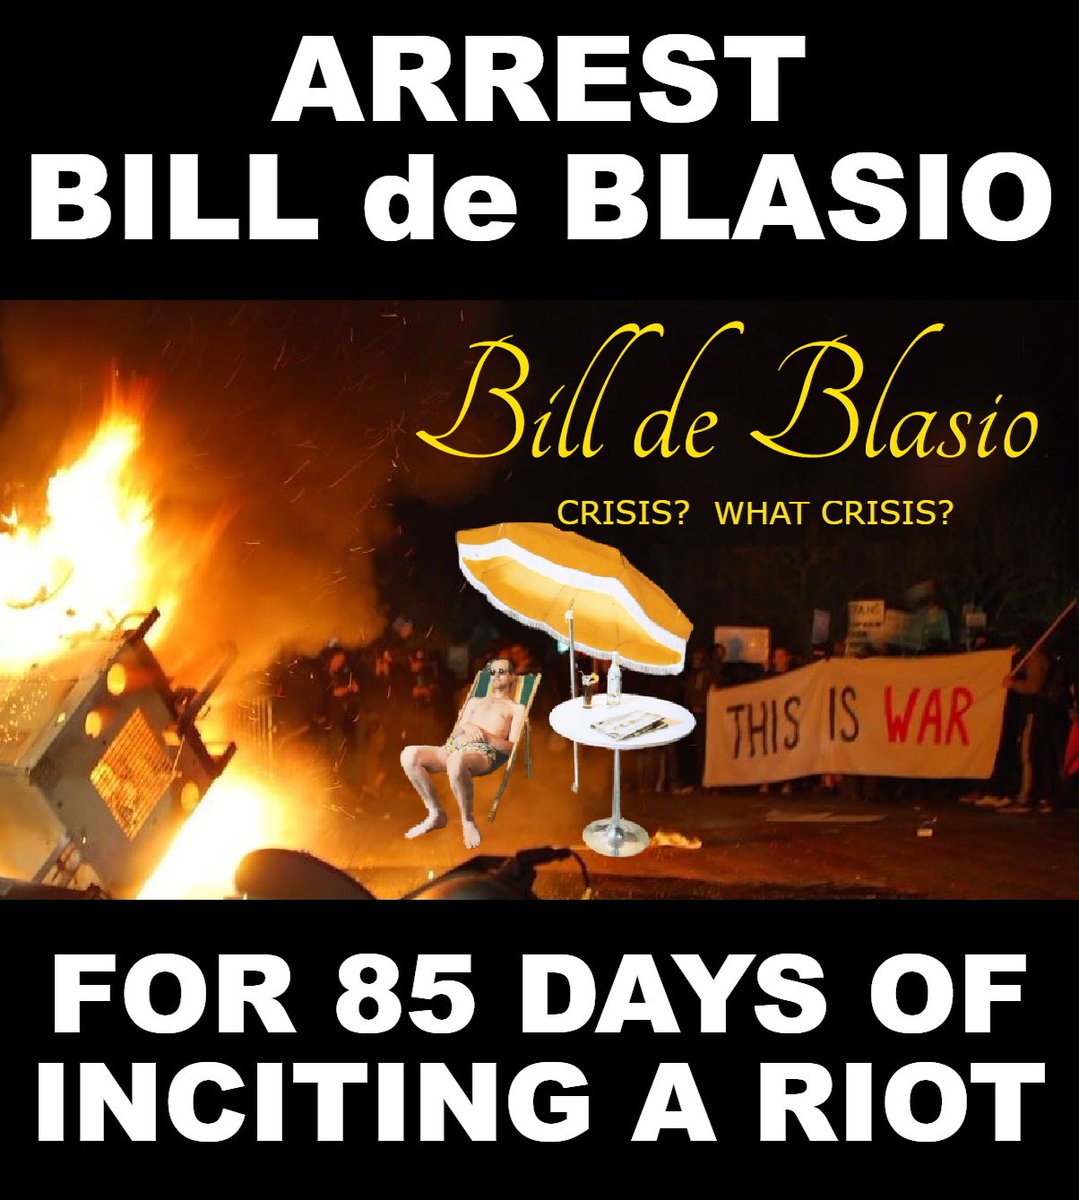 ARREST
BILL de BLASIO
Bill de Blasio
CRISIS?  WHAT CRISIS?
THIS IS WAR
FOR 85 DAYS OF
INCITING A RIOT